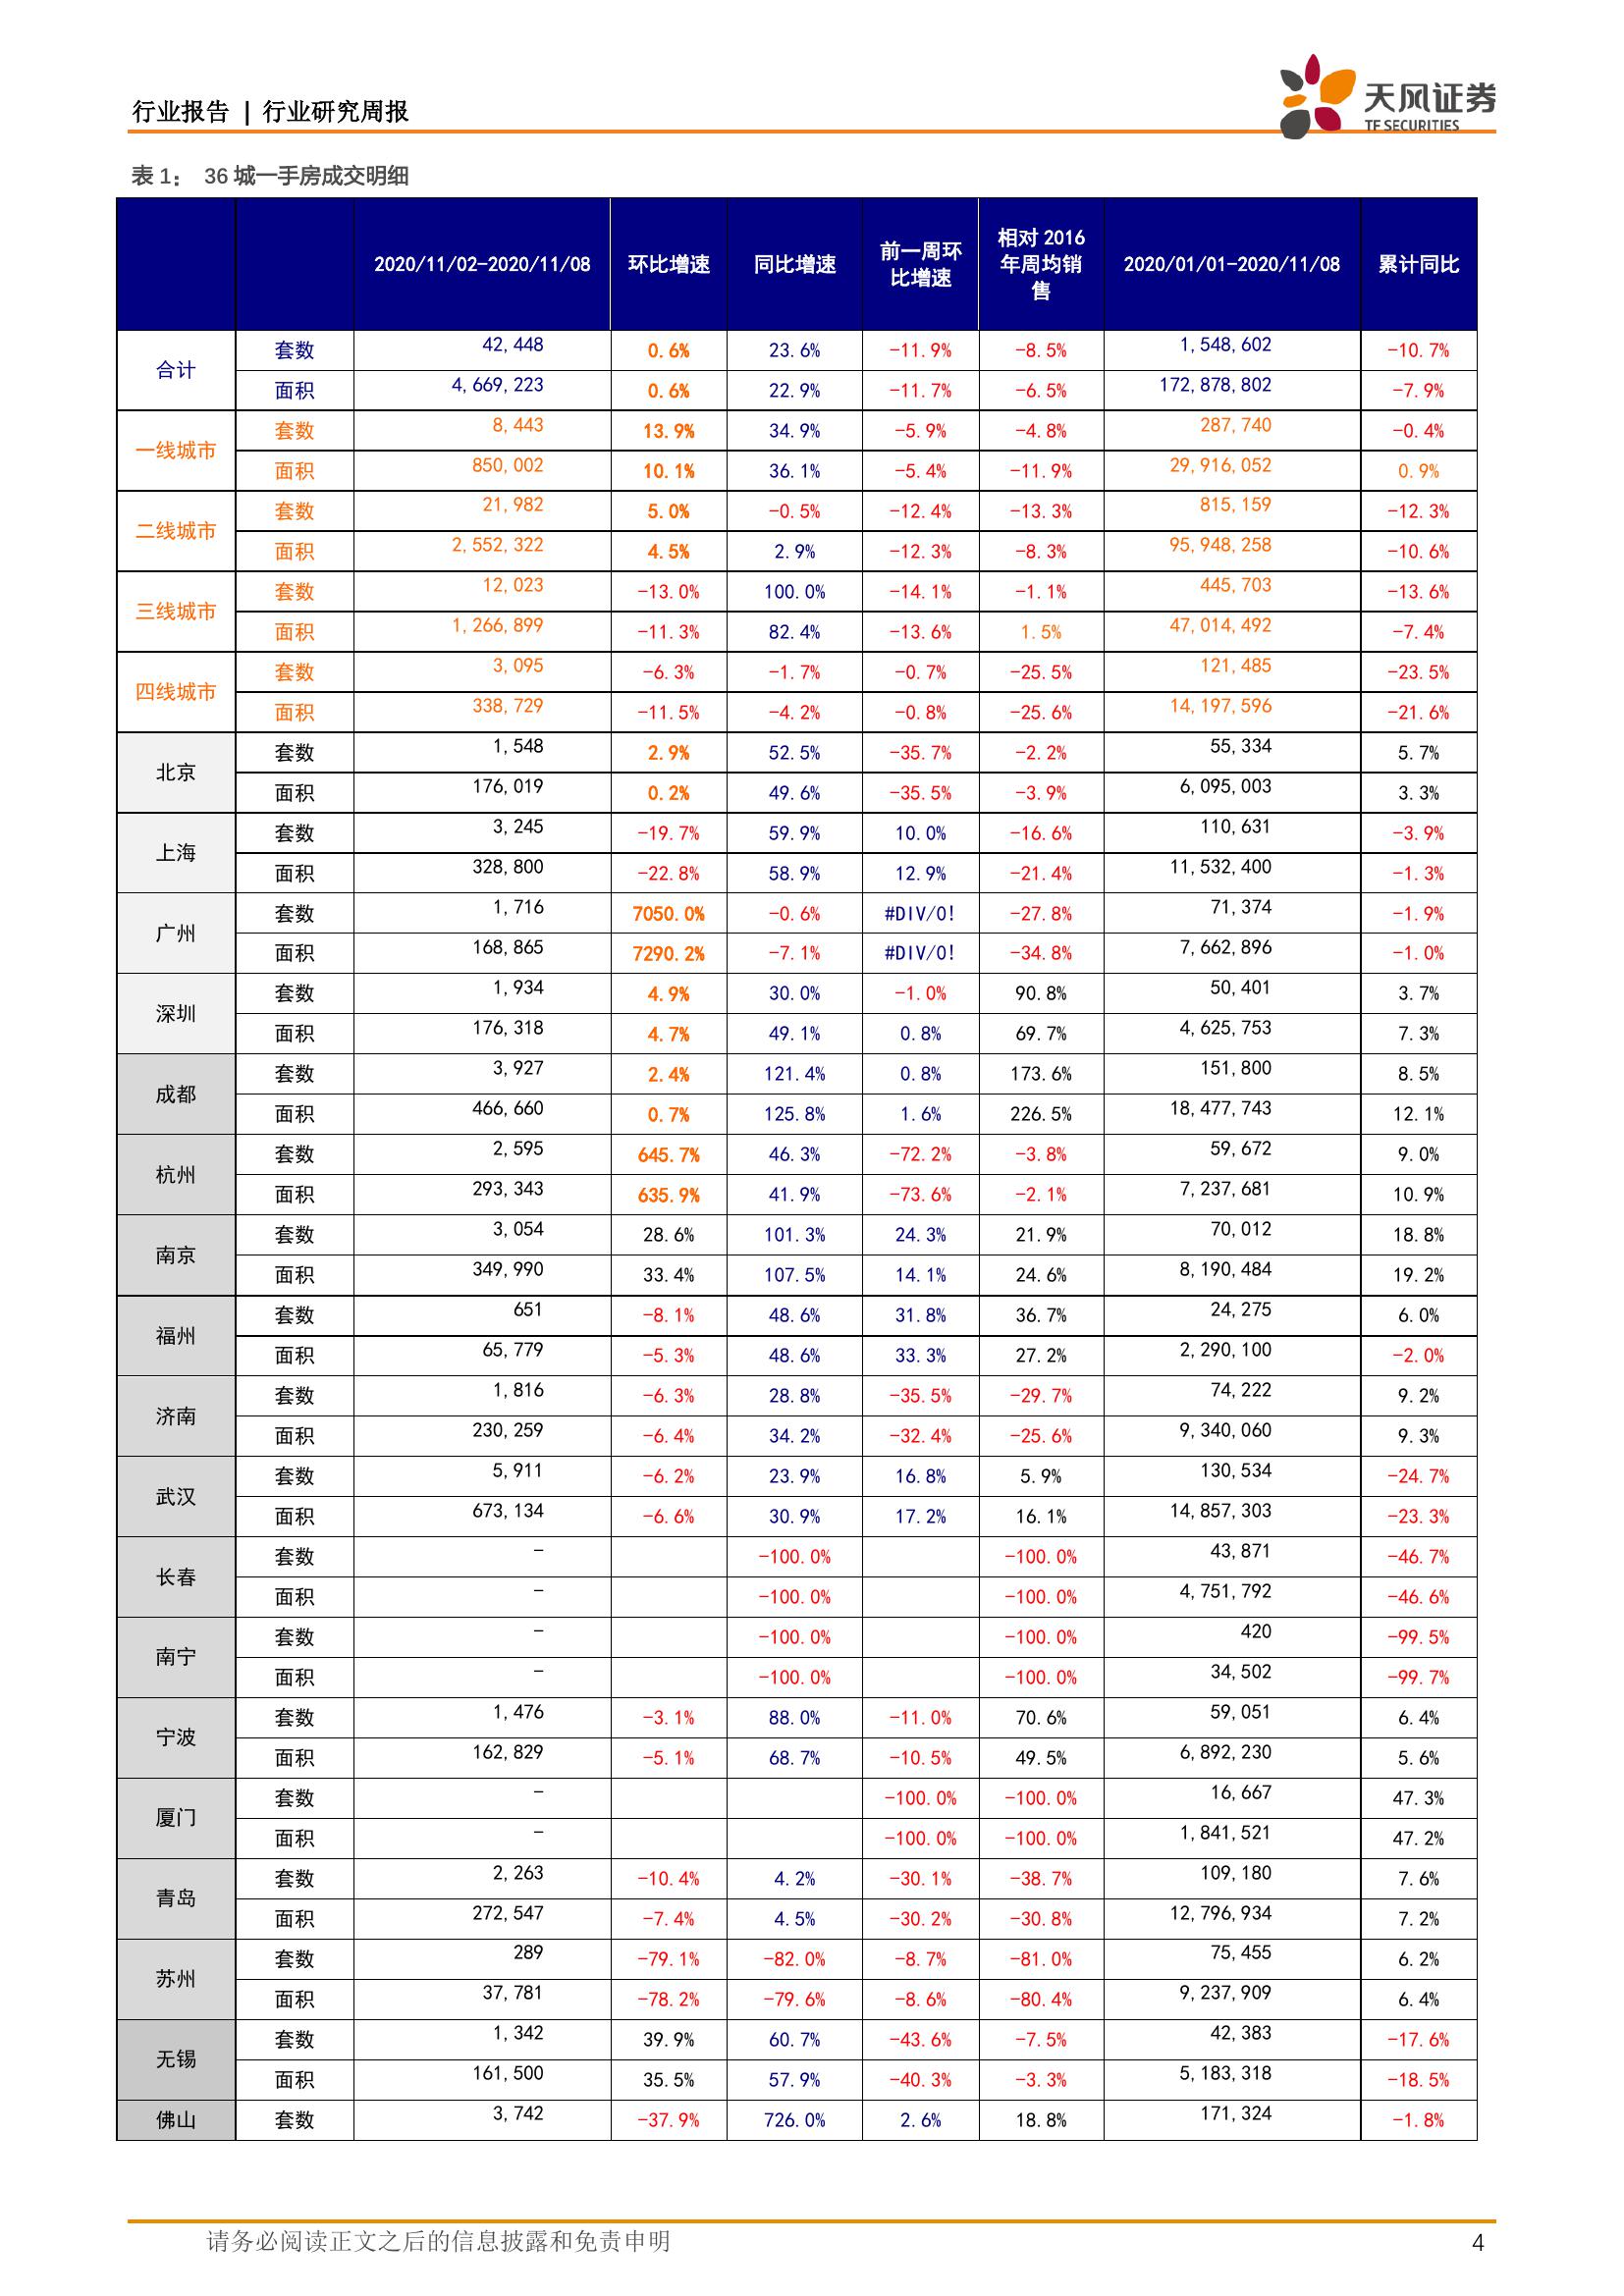 行业报告 | 行业研究周报
天风证券
TF SECURITIES
表 1： 36 城一手房成交明细
2020/11/02-2020/11/08 环比增速 同比增速 前一周环比增速 相对 2016 年周均销售 2020/01/01-2020/11/08 累计同比
合计 套数 42,448 0.6% 23.6% -11.9% -8.5% 1,548,602 -10.7%
面积 4,669,223 0.6% 22.9% -11.7% -6.5% 172,878,802 -7.9%
一线城市 套数 8,443 13.9% 34.9% -5.9% -4.8% 287,740 -0.4%
面积 850,002 10.1% 36.1% -5.4% -11.9% 29,916,052 0.9%
二线城市 套数 21,982 5.0% -0.5% -12.4% -13.3% 815,159 -12.3%
面积 2,552,322 4.5% 2.9% -12.3% -8.3% 95,948,258 -10.6%
三线城市 套数 12,023 -13.0% 100.0% -14.1% -1.1% 445,703 -13.6%
面积 1,266,899 -11.3% 82.4% -13.6% 1.5% 47,014,492 -7.4%
四线城市 套数 3,095 -6.3% -1.7% -0.7% -25.5% 121,485 -23.5%
面积 338,729 -11.5% -4.2% -0.8% -25.6% 14,197,596 -21.6%
北京 套数 1,548 2.9% 52.5% -35.7% -2.2% 55,334 5.7%
面积 176,019 0.2% 49.6% -35.5% -3.9% 6,095,003 3.3%
上海 套数 3,245 -19.7% 59.9% 10.0% -16.6% 110,631 -3.9%
面积 328,800 -22.8% 58.9% 12.9% -21.4% 11,532,400 -1.3%
广州 套数 1,716 7050.0% -0.6% #DIV/0! -27.8% 71,374 -1.9%
面积 168,865 7290.2% -7.1% #DIV/0! -34.8% 7,662,896 -1.0%
深圳 套数 1,934 4.9% 30.0% -1.0% 90.8% 50,401 3.7%
面积 176,318 4.7% 49.1% 0.8% 69.7% 4,625,753 7.3%
成都 套数 3,927 2.4% 121.4% 0.8% 173.6% 151,800 8.5%
面积 466,660 0.7% 125.8% 1.6% 226.5% 18,477,743 12.1%
杭州 套数 2,595 645.7% 46.3% -72.2% -3.8% 59,672 9.0%
面积 293,343 635.9% 41.9% -73.6% -2.1% 7,237,681 10.9%
南京 套数 3,054 28.6% 101.3% 24.3% 21.9% 70,012 18.8%
面积 349,990 33.4% 107.5% 14.1% 24.6% 8,190,484 19.2%
福州 套数 651 -8.1% 48.6% 31.8% 36.7% 24,275 6.0%
面积 65,779 -5.3% 48.6% 33.3% 27.2% 2,290,100 -2.0%
济南 套数 1,816 -6.3% 28.8% -35.5% -29.7% 74,222 9.2%
面积 230,259 -6.4% 34.2% -32.4% -25.6% 9,340,060 9.3%
武汉 套数 5,911 -6.2% 23.9% 16.8% 5.9% 130,534 -24.7%
面积 673,134 -6.6% 30.9% 17.2% 16.1% 14,857,303 -23.3%
长春 套数 - -100.0% -100.0% 43,871 -46.7%
面积 - -100.0% -100.0% 4,751,792 -46.6%
南宁 套数 - -100.0% -100.0% 420 -99.5%
面积 - -100.0% -100.0% 34,502 -99.7%
宁波 套数 1,476 -3.1% 88.0% -11.0% 70.6% 59,051 6.4%
面积 162,829 -5.1% 68.7% -10.5% 49.5% 6,892,230 5.6%
厦门 套数 - -100.0% -100.0% 16,667 47.3%
面积 - -100.0% -100.0% 1,841,521 47.2%
青岛 套数 2,263 -10.4% 4.2% -30.1% -38.7% 109,180 7.6%
面积 272,547 -7.4% 4.5% -30.2% -30.8% 12,796,934 7.2%
苏州 套数 289 -79.1% -82.0% -8.7% -81.0% 75,455 6.2%
面积 37,781 -78.2% -79.6% -8.6% -80.4% 9,237,909 6.4%
无锡 套数 1,342 39.9% 60.7% -43.6% -7.5% 42,383 -17.6%
面积 161,500 35.5% 57.9% -40.3% -3.3% 5,183,318 -18.5%
佛山 套数 3,742 -37.9% 726.0% 2.6% 18.8% 171,324 -1.8%
请务必阅读正文之后的信息披露和免责申明 4